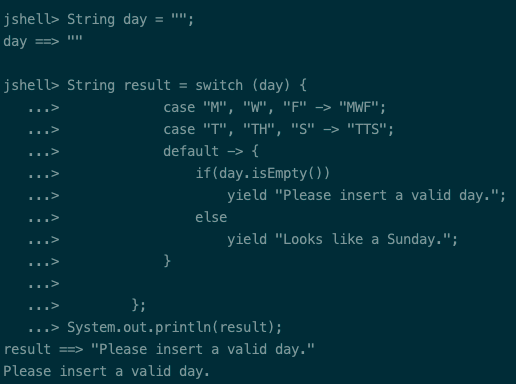 jshell> String day = "";
day ==> ""

jshell> String result = switch (day) {
   ...>             case "M", "W", "F" -> "MWF";
   ...>             case "T", "TH", "S" -> "TTS";
   ...>             default -> {
   ...>                 if(day.isEmpty())
   ...>                     yield "Please insert a valid day.";
   ...>                 else
   ...>                     yield "Looks like a Sunday.";
   ...>             }
   ...>
   ...>         };
   ...> System.out.println(result);
result ==> "Please insert a valid day."
Please insert a valid day.